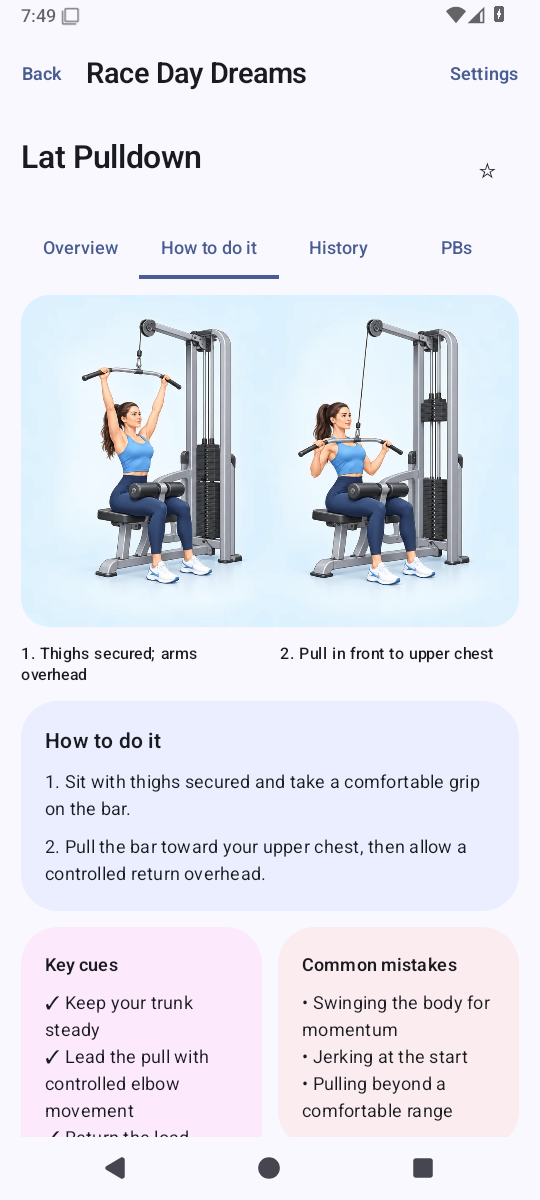 7:49
Back Race Day Dreams Settings
Lat Pulldown
☆
Overview How to do it History PBs
1. Thighs secured; arms
overhead
2. Pull in front to upper chest
How to do it
1. Sit with thighs secured and take a comfortable grip
on the bar.
2. Pull the bar toward your upper chest, then allow a
controlled return overhead.
Key cues
✓ Keep your trunk
steady
✓ Lead the pull with
controlled elbow
movement
✓ Return the load
Common mistakes
• Swinging the body for
momentum
• Jerking at the start
• Pulling beyond a
comfortable range